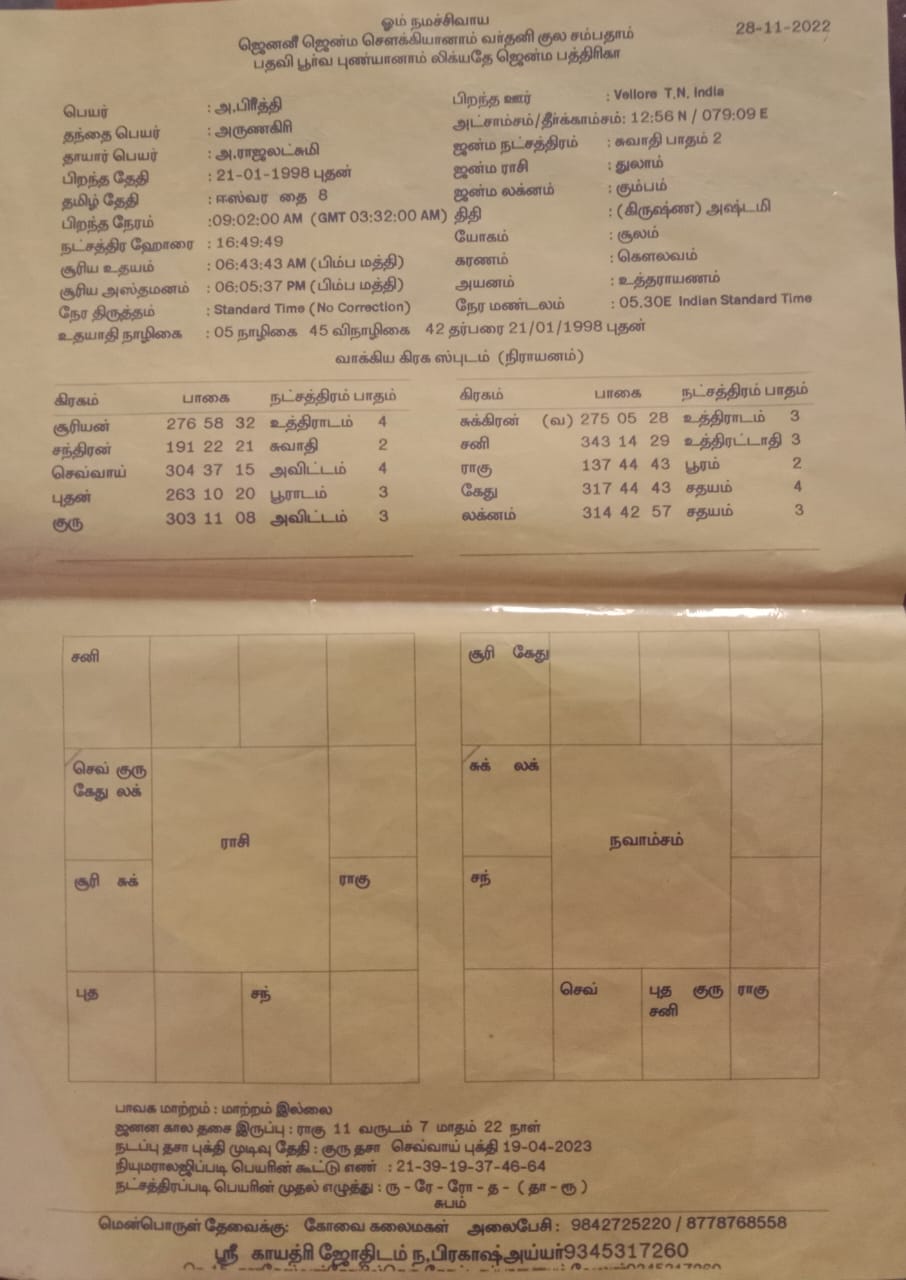 ஓம் நமச்சிவாய
28-11-2022
ஜெனனீ ஜென்ம சௌக்கியானாம் வர்தனி குல சம்பதாம்
பதவி பூர்வ புண்யானாம் லிக்யதே ஜென்ம பத்திரிகா
பெயர் : அ.பிரீத்தி
தந்தை பெயர் : அருணகிரி
தாயார் பெயர் : அ.ராஜலட்சுமி
பிறந்த தேதி : 21-01-1998 புதன்
தமிழ் தேதி : ஈஸ்வர தை 8
பிறந்த நேரம் :09:02:00 AM (GMT 03:32:00 AM)
நட்சத்திர ஹோரை : 16:49:49
சூரிய உதயம் : 06:43:43 AM (பிம்ப மத்தி)
சூரிய அஸ்தமனம் : 06:05:37 PM (பிம்ப மத்தி)
நேர திருத்தம் : Standard Time (No Correction)
உதயாதி நாழிகை : 05 நாழிகை 45 விநாழிகை 42 தர்பரை 21/01/1998 புதன்
பிறந்த ஊர் : Vellore T.N. India
அட்சாம்சம்/தீர்க்காம்சம்: 12:56 N / 079:09 E
ஜன்ம நட்சத்திரம் : சுவாதி பாதம் 2
ஜன்ம ராசி : துலாம்
ஜன்ம லக்னம் : கும்பம்
திதி : (கிருஷ்ண) அஷ்டமி
யோகம் : சூலம்
கரணம் : கௌலவம்
அயனம் : உத்தராயணம்
நேர மண்டலம் : 05.30E Indian Standard Time
வாக்கிய கிரக ஸ்புடம் (நிராயனம்)
கிரகம் பாகை நட்சத்திரம் பாதம்
சூரியன் 276 58 32 உத்திராடம் 4
சந்திரன் 191 22 21 சுவாதி 2
செவ்வாய் 304 37 15 அவிட்டம் 4
புதன் 263 10 20 பூராடம் 3
குரு 303 11 08 அவிட்டம் 3
கிரகம் பாகை நட்சத்திரம் பாதம்
சுக்கிரன் (வ) 275 05 28 உத்திராடம் 3
சனி 343 14 29 உத்திரட்டாதி 3
ராகு 137 44 43 பூரம் 2
கேது 317 44 43 சதயம் 4
லக்னம் 314 42 57 சதயம் 3
சனி
செவ் குரு
கேது லக்
ராசி
சூரி சுக்
ராகு
புத
சந்
சூரி கேது
சுக் லக்
நவாம்சம்
சந்
செவ்
புத குரு
சனி
ராகு
பாவக மாற்றம் : மாற்றம் இல்லை
ஜனன கால தசை இருப்பு : ராகு 11 வருடம் 7 மாதம் 22 நாள்
நடப்பு தசா புக்தி முடிவு தேதி : குரு தசா செவ்வாய் புக்தி 19-04-2023
நியுமராலஜிப்படி பெயரின் கூட்டு எண் : 21-39-19-37-46-64
நட்சத்திரப்படி பெயரின் முதல் எழுத்து : ரு - ரே - ரோ - த - ( தா - ரூ )
சுபம்
மென்பொருள் தேவைக்கு: கோவை கலைமகள் அலைபேசி : 9842725220 / 8778768558
ஸ்ரீ காயத்ரி ஜோதிடம் ந,பிரகாஷ்அய்யர்9345317260